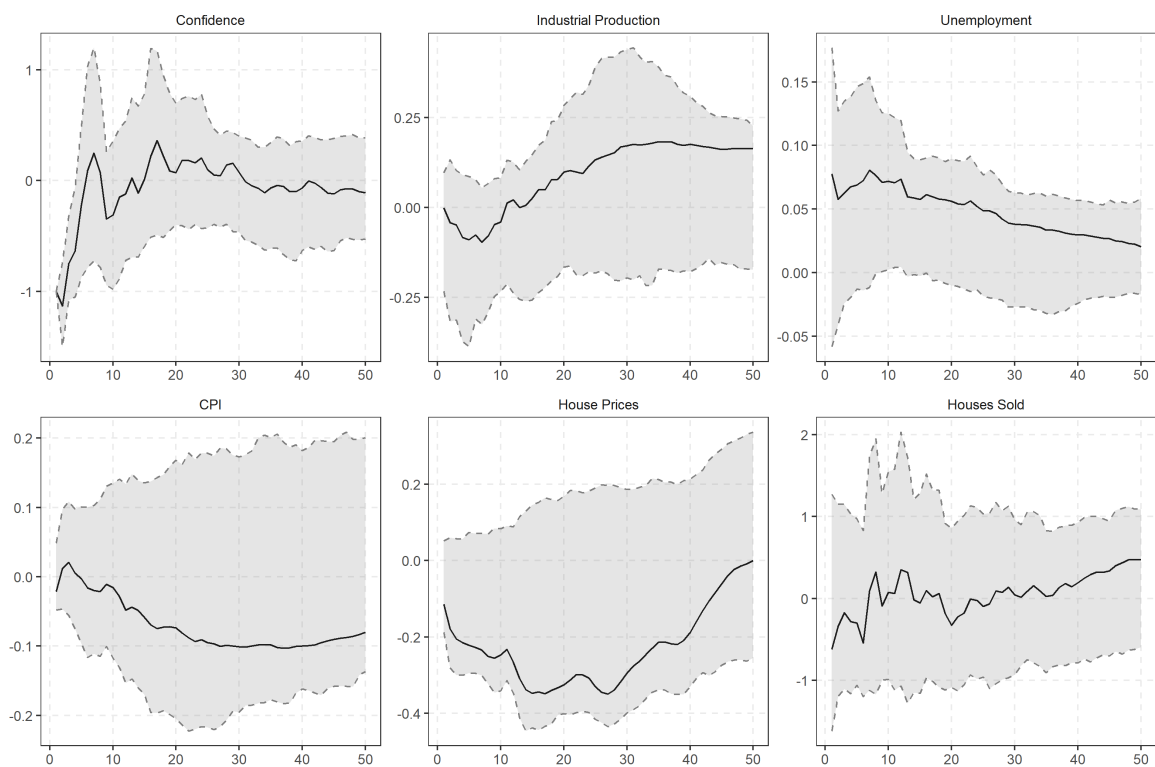 Confidence
1
0
-1
0 10 20 30 40 50
Industrial Production
0.25
0.00
-0.25
0 10 20 30 40 50
Unemployment
0.15
0.10
0.05
0.00
-0.05
0 10 20 30 40 50
CPI
0.2
0.1
0.0
-0.1
-0.2
0 10 20 30 40 50
House Prices
0.2
0.0
-0.2
-0.4
0 10 20 30 40 50
Houses Sold
2
1
0
-1
0 10 20 30 40 50